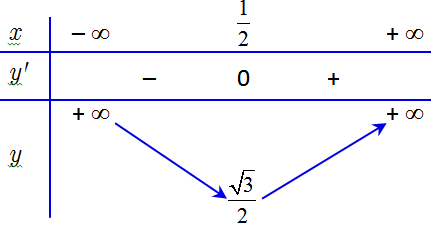 x − ∞ 1/2 + ∞
y′ − 0 +
+ ∞ + ∞
y
√3/2